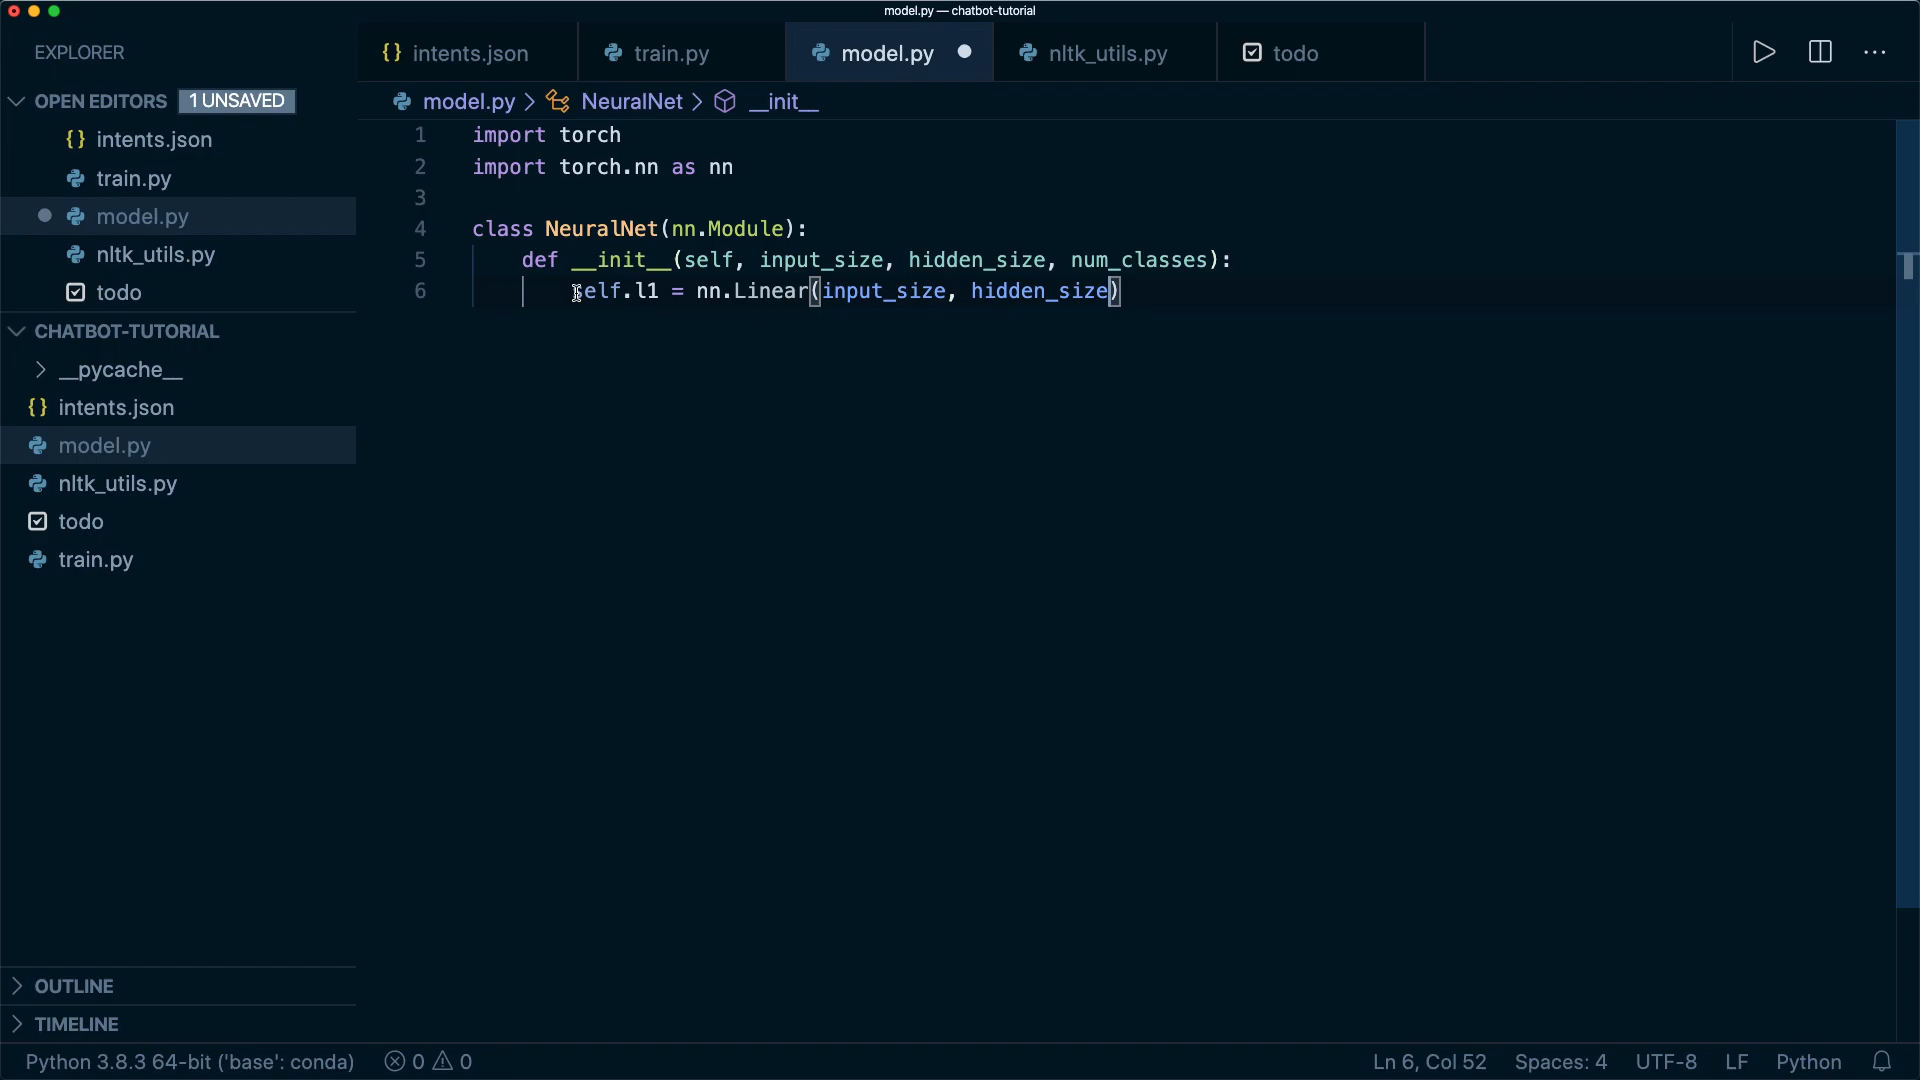 model.py — chatbot-tutorial
EXPLORER
intents.json
train.py
model.py
nltk_utils.py
todo
OPEN EDITORS 1 UNSAVED
intents.json
train.py
model.py
nltk_utils.py
todo
CHATBOT-TUTORIAL
__pycache__
intents.json
model.py
nltk_utils.py
todo
train.py
OUTLINE
TIMELINE
model.py > NeuralNet > __init__
1 import torch
2 import torch.nn as nn
3
4 class NeuralNet(nn.Module):
5 def __init__(self, input_size, hidden_size, num_classes):
6 self.l1 = nn.Linear(input_size, hidden_size)
Python 3.8.3 64-bit ('base': conda) 0 0
Ln 6, Col 52 Spaces: 4 UTF-8 LF Python